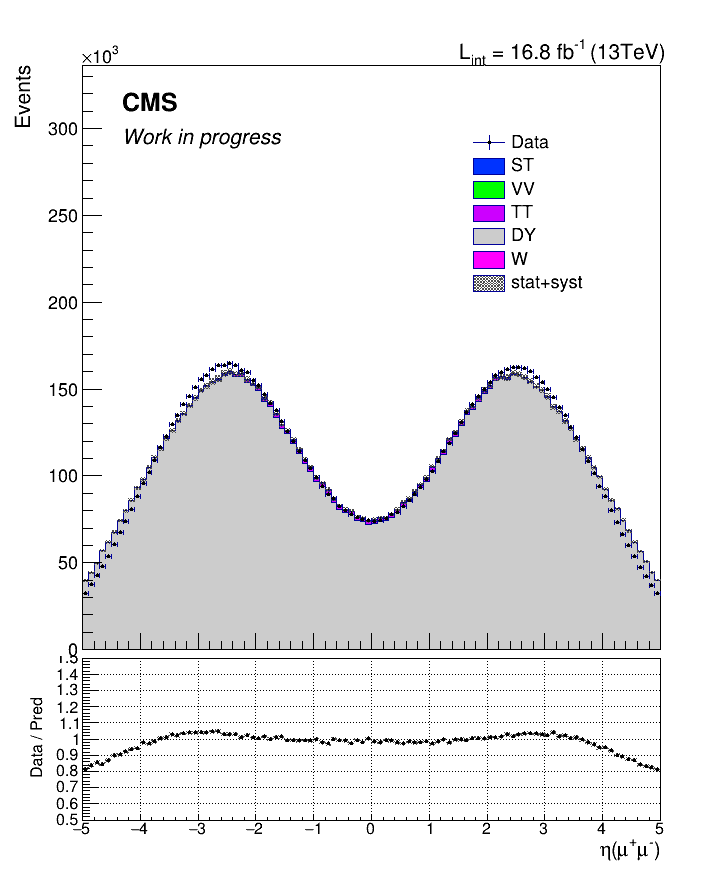 ×10³
L_int = 16.8 fb⁻¹ (13TeV)
Events
CMS
Work in progress
Data
ST
VV
TT
DY
W
stat+syst
300
250
200
150
100
50
0
1.5
1.4
1.3
1.2
1.1
1
0.9
0.8
0.7
0.6
0.5
Data / Pred
−5 −4 −3 −2 −1 0 1 2 3 4 5
η(μ⁺μ⁻)